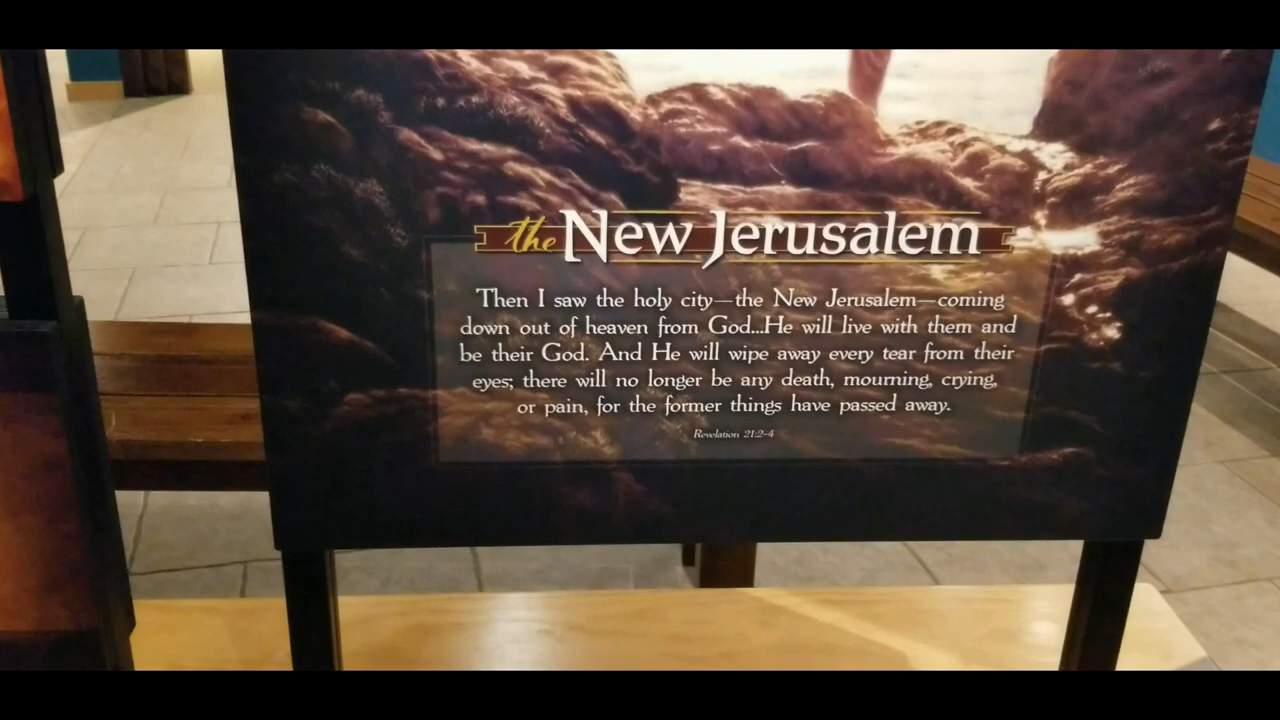 the New Jerusalem
Then I saw the holy city—the New Jerusalem—coming
down out of heaven from God...He will live with them and
be their God. And He will wipe away every tear from their
eyes; there will no longer be any death, mourning, crying,
or pain, for the former things have passed away.
Revelation 21:2-4